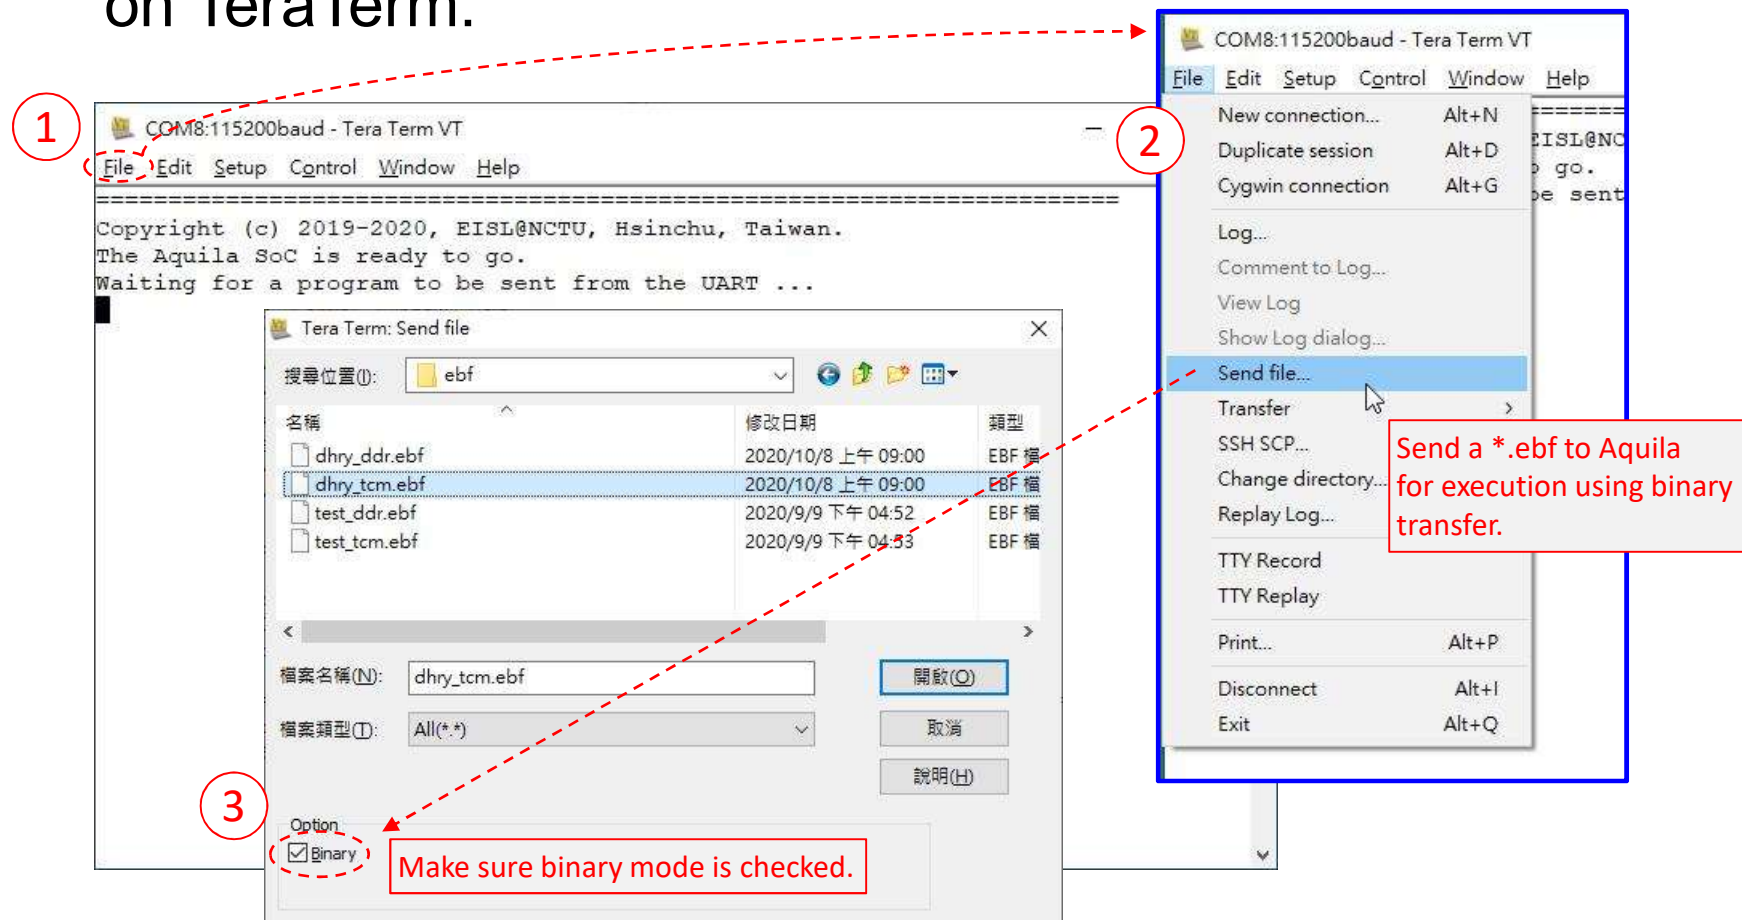 on TeraTerm.
1
COM8:115200baud - Tera Term VT
File Edit Setup Control Window Help
======================================================================
Copyright (c) 2019-2020, EISL@NCTU, Hsinchu, Taiwan.
The Aquila SoC is ready to go.
Waiting for a program to be sent from the UART ...
Tera Term: Send file
搜尋位置(I):
ebf
名稱 修改日期 類型
dhry_ddr.ebf 2020/10/8 上午 09:00 EBF 檔
dhry_tcm.ebf 2020/10/8 上午 09:00 EBF 檔
test_ddr.ebf 2020/9/9 下午 04:52 EBF 檔
test_tcm.ebf 2020/9/9 下午 04:53 EBF 檔
檔案名稱(N): dhry_tcm.ebf 開啟(O)
檔案類型(T): All(*.*) 取消
說明(H)
3
Option
Binary
Make sure binary mode is checked.
2
COM8:115200baud - Tera Term VT
File Edit Setup Control Window Help
New connection... Alt+N
Duplicate session Alt+D
Cygwin connection Alt+G
Log...
Comment to Log...
View Log
Show Log dialog...
Send file...
Transfer
SSH SCP...
Change directory...
Replay Log...
TTY Record
TTY Replay
Print... Alt+P
Disconnect Alt+I
Exit Alt+Q
=======
EISL@NC
o go.
be sent
Send a *.ebf to Aquila
for execution using binary
transfer.